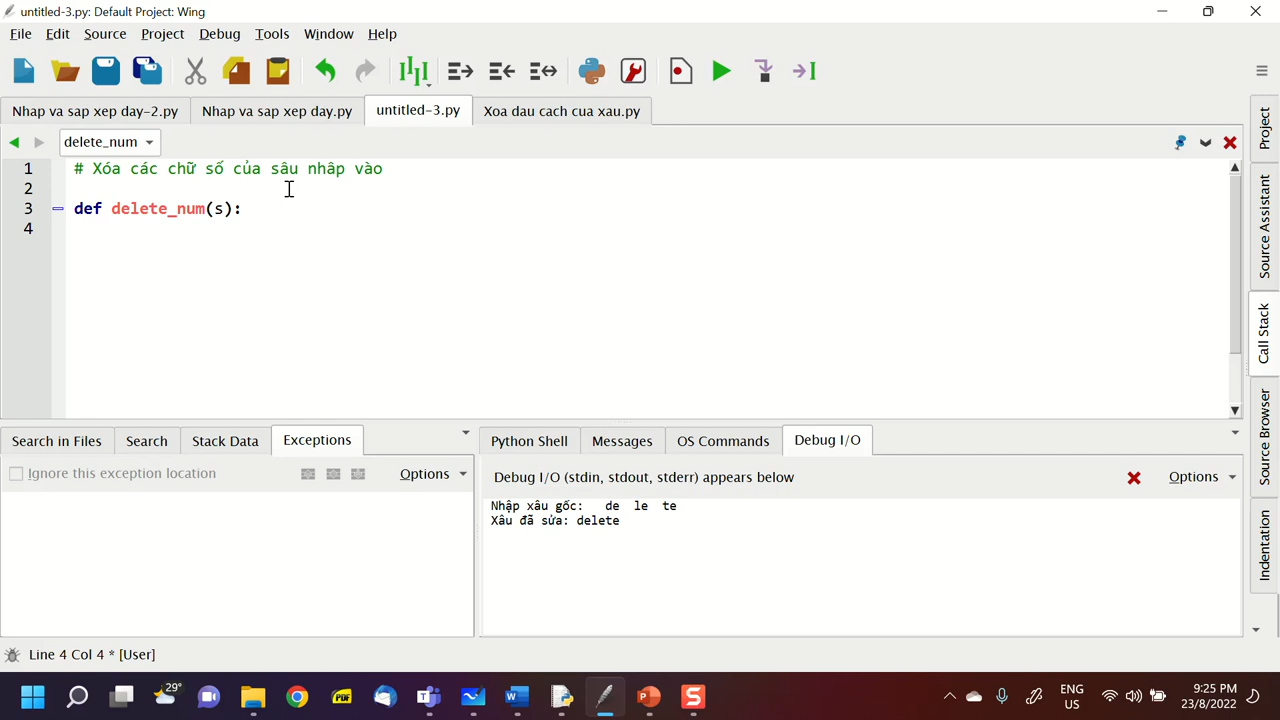 untitled-3.py: Default Project: Wing
File Edit Source Project Debug Tools Window Help
Nhap va sap xep day-2.py Nhap va sap xep day.py untitled-3.py Xoa dau cach cua xau.py
delete_num
1 # Xóa các chữ số của sâu nhâp vào
2
3 def delete_num(s):
4
Search in Files Search Stack Data Exceptions
Ignore this exception location Options
Python Shell Messages OS Commands Debug I/O
Debug I/O (stdin, stdout, stderr) appears below Options
Nhập xâu gốc: de le te
Xâu đã sửa: delete
Project
Source Assistant
Call Stack
Source Browser
Indentation
Line 4 Col 4 * [User]
29°
PDF
ENG
US
9:25 PM
23/8/2022